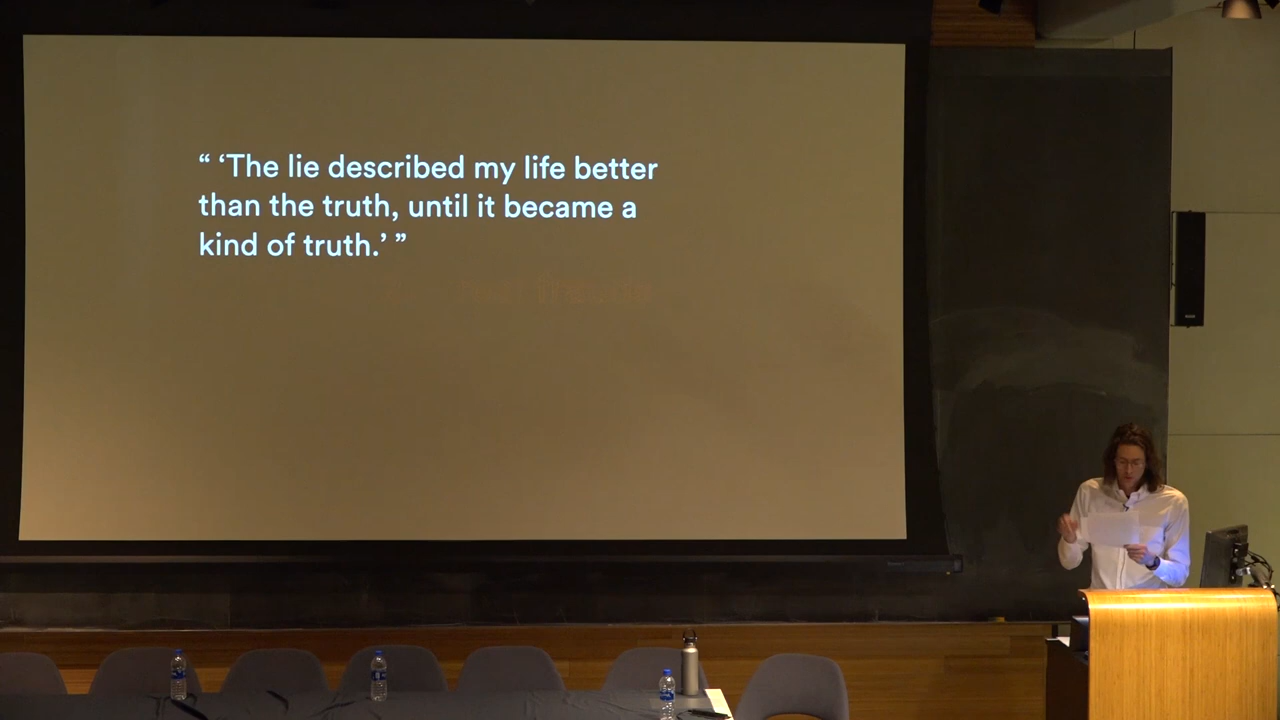 “ ‘The lie described my life better
than the truth, until it became a
kind of truth.’ ”